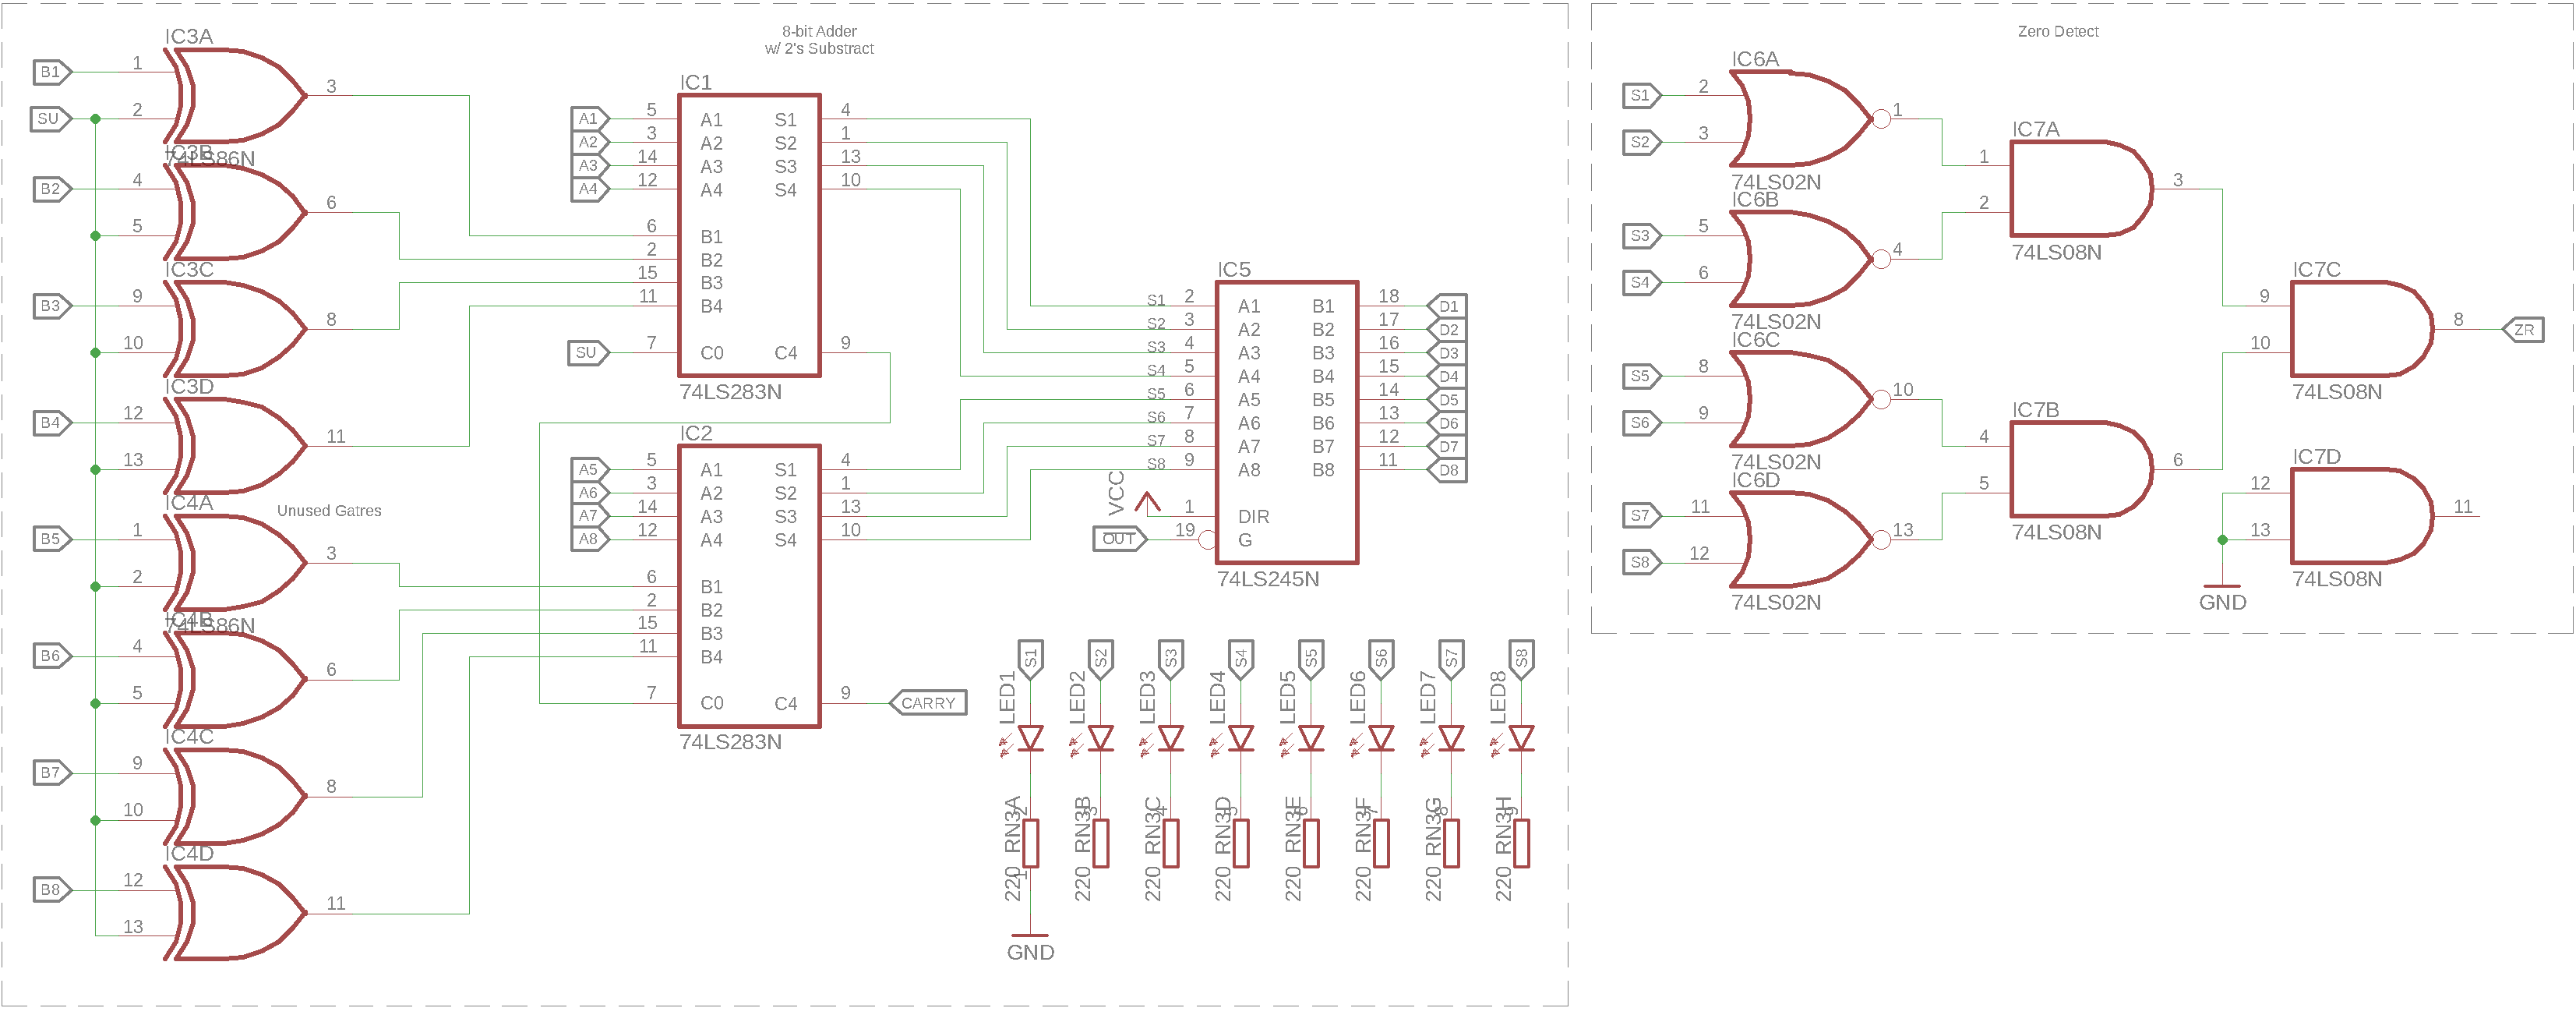 8-bit Adder
w/ 2's Substract
IC3A
B1
1
3
SU
2
74LS86N
IC3B
B2
4
6
5
IC3C
B3
9
8
10
IC3D
B4
12
11
13
IC4A
Unused Gatres
B5
1
3
2
74LS86N
IC4B
B6
4
6
5
IC4C
B7
9
8
10
IC4D
B8
12
11
13
IC1
A1 5 A1 S1 4
A2 3 A2 S2 1
A3 14 A3 S3 13
A4 12 A4 S4 10
6 B1
2 B2
15 B3
11 B4
SU 7 C0 C4 9
74LS283N
IC2
A5 5 A1 S1 4
A6 3 A2 S2 1
A7 14 A3 S3 13
A8 12 A4 S4 10
6 B1
2 B2
15 B3
11 B4
7 C0 C4 9 CARRY
74LS283N
IC5
S1 2 A1 B1 18 D1
S2 3 A2 B2 17 D2
S3 4 A3 B3 16 D3
S4 5 A4 B4 15 D4
S5 6 A5 B5 14 D5
S6 7 A6 B6 13 D6
S7 8 A7 B7 12 D7
S8 9 A8 B8 11 D8
VCC
1 DIR
OUT 19 G
74LS245N
S1 S2 S3 S4 S5 S6 S7 S8
LED1 LED2 LED3 LED4 LED5 LED6 LED7 LED8
RN3A RN3B RN3C RN3D RN3E RN3F RN3G RN3H
2 3 4 5 6 7 8 9
220 220 220 220 220 220 220 220
1
GND
Zero Detect
IC6A
S1 2
1
S2 3
74LS02N
IC6B
S3 5
4
S4 6
74LS02N
IC6C
S5 8
10
S6 9
74LS02N
IC6D
S7 11
13
S8 12
74LS02N
IC7A
1
3
2
74LS08N
IC7B
4
6
5
74LS08N
IC7C
9
8 ZR
10
74LS08N
IC7D
12
11
13
74LS08N
GND